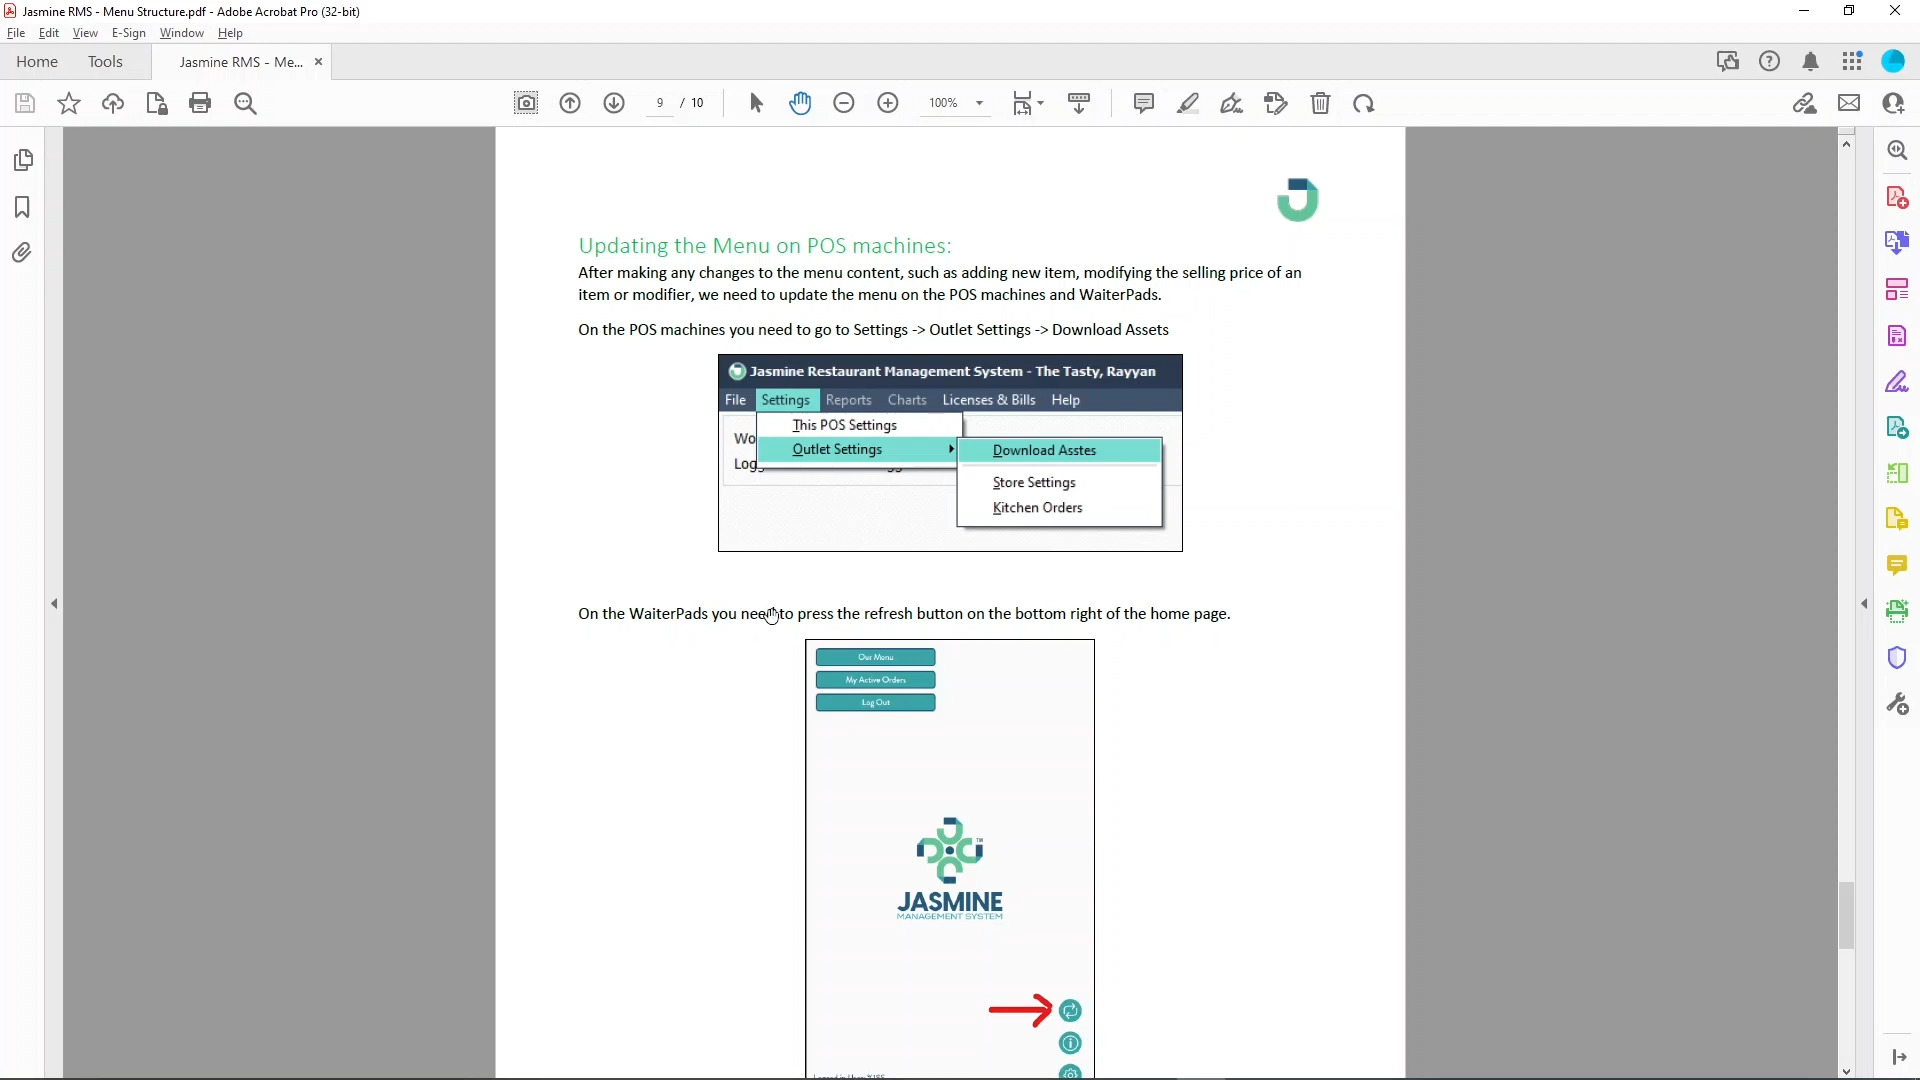 Jasmine RMS - Menu Structure.pdf - Adobe Acrobat Pro (32-bit)
File Edit View E-Sign Window Help
Home Tools Jasmine RMS - Me...
9 / 10 100%
Updating the Menu on POS machines:
After making any changes to the menu content, such as adding new item, modifying the selling price of an
item or modifier, we need to update the menu on the POS machines and WaiterPads.
On the POS machines you need to go to Settings -> Outlet Settings -> Download Assets
Jasmine Restaurant Management System - The Tasty, Rayyan
File Settings Reports Charts Licenses & Bills Help
This POS Settings
Wo
Outlet Settings Download Asstes
Logg
Store Settings
Kitchen Orders
On the WaiterPads you need to press the refresh button on the bottom right of the home page.
Our Menu
My Active Orders
Log Out
TM
JASMINE
MANAGEMENT SYSTEM